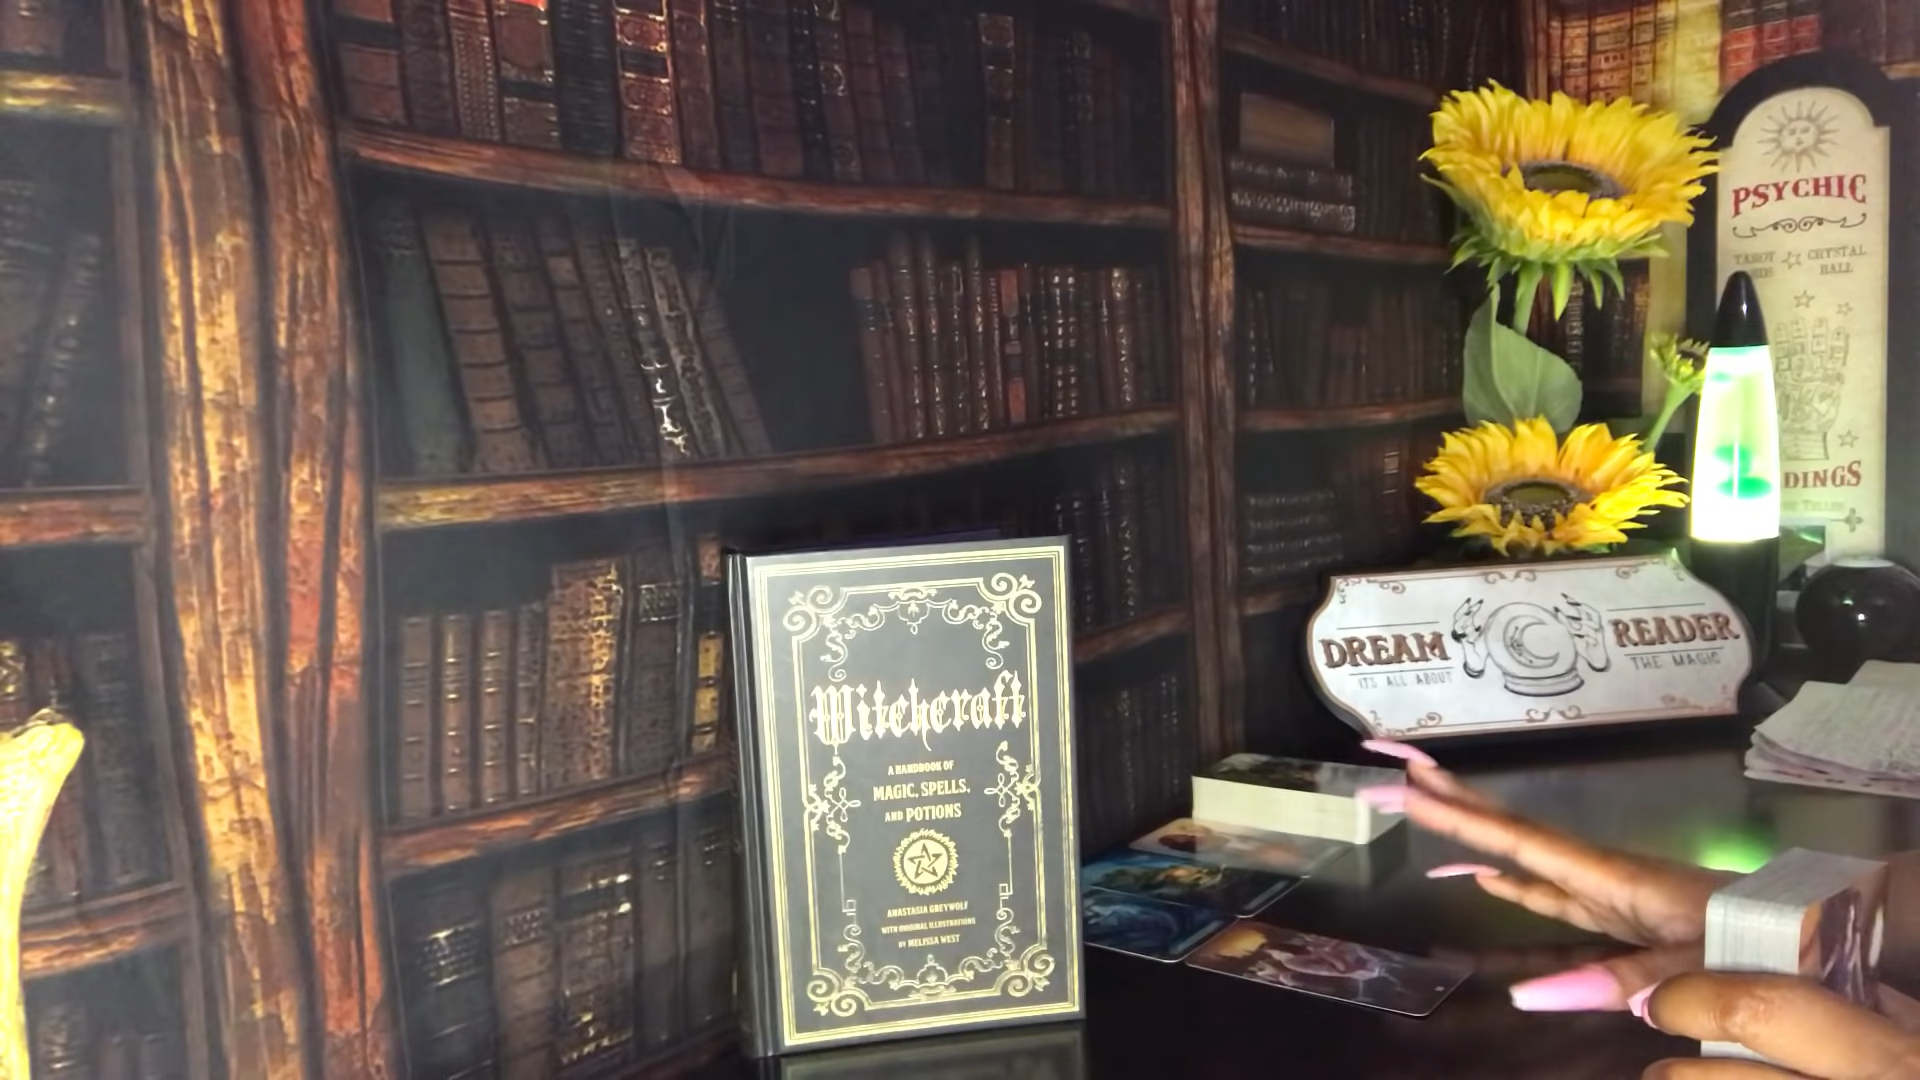 Witchcraft
A HANDBOOK OF
MAGIC, SPELLS,
AND POTIONS
ANASTASIA GREYWOLF
WITH ORIGINAL ILLUSTRATIONS
BY MELISSA WEST
DREAM READER
IT'S ALL ABOUT THE MAGIC
PSYCHIC
TAROT CRYSTAL
BALL
DINGS